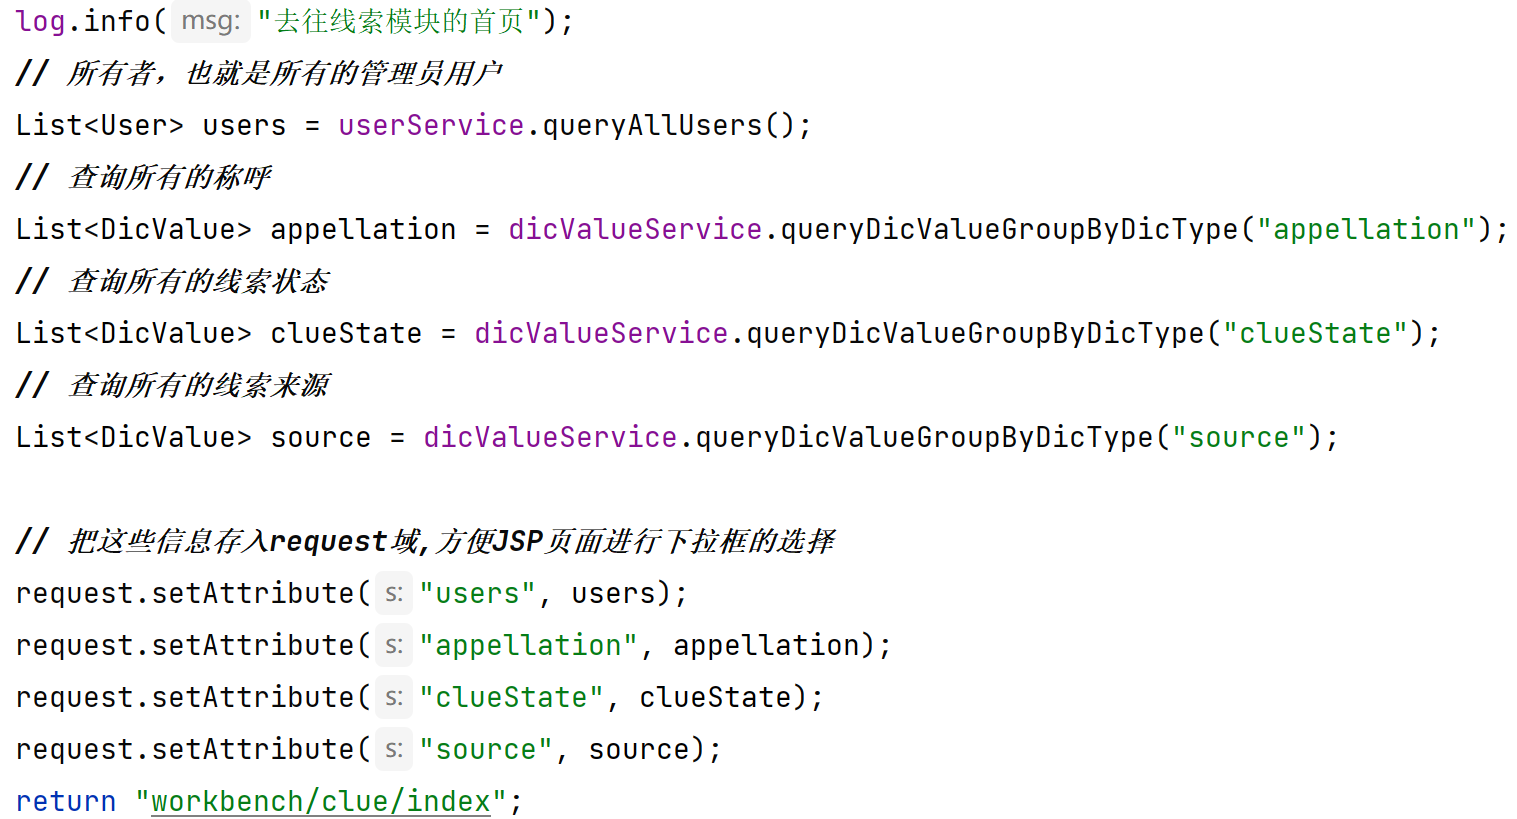 log.info( msg: "去往线索模块的首页");
// 所有者，也就是所有的管理员用户
List<User> users = userService.queryAllUsers();
// 查询所有的称呼
List<DicValue> appellation = dicValueService.queryDicValueGroupByDicType("appellation");
// 查询所有的线索状态
List<DicValue> clueState = dicValueService.queryDicValueGroupByDicType("clueState");
// 查询所有的线索来源
List<DicValue> source = dicValueService.queryDicValueGroupByDicType("source");
// 把这些信息存入request域,方便JSP页面进行下拉框的选择
request.setAttribute( s: "users", users);
request.setAttribute( s: "appellation", appellation);
request.setAttribute( s: "clueState", clueState);
request.setAttribute( s: "source", source);
return "workbench/clue/index";